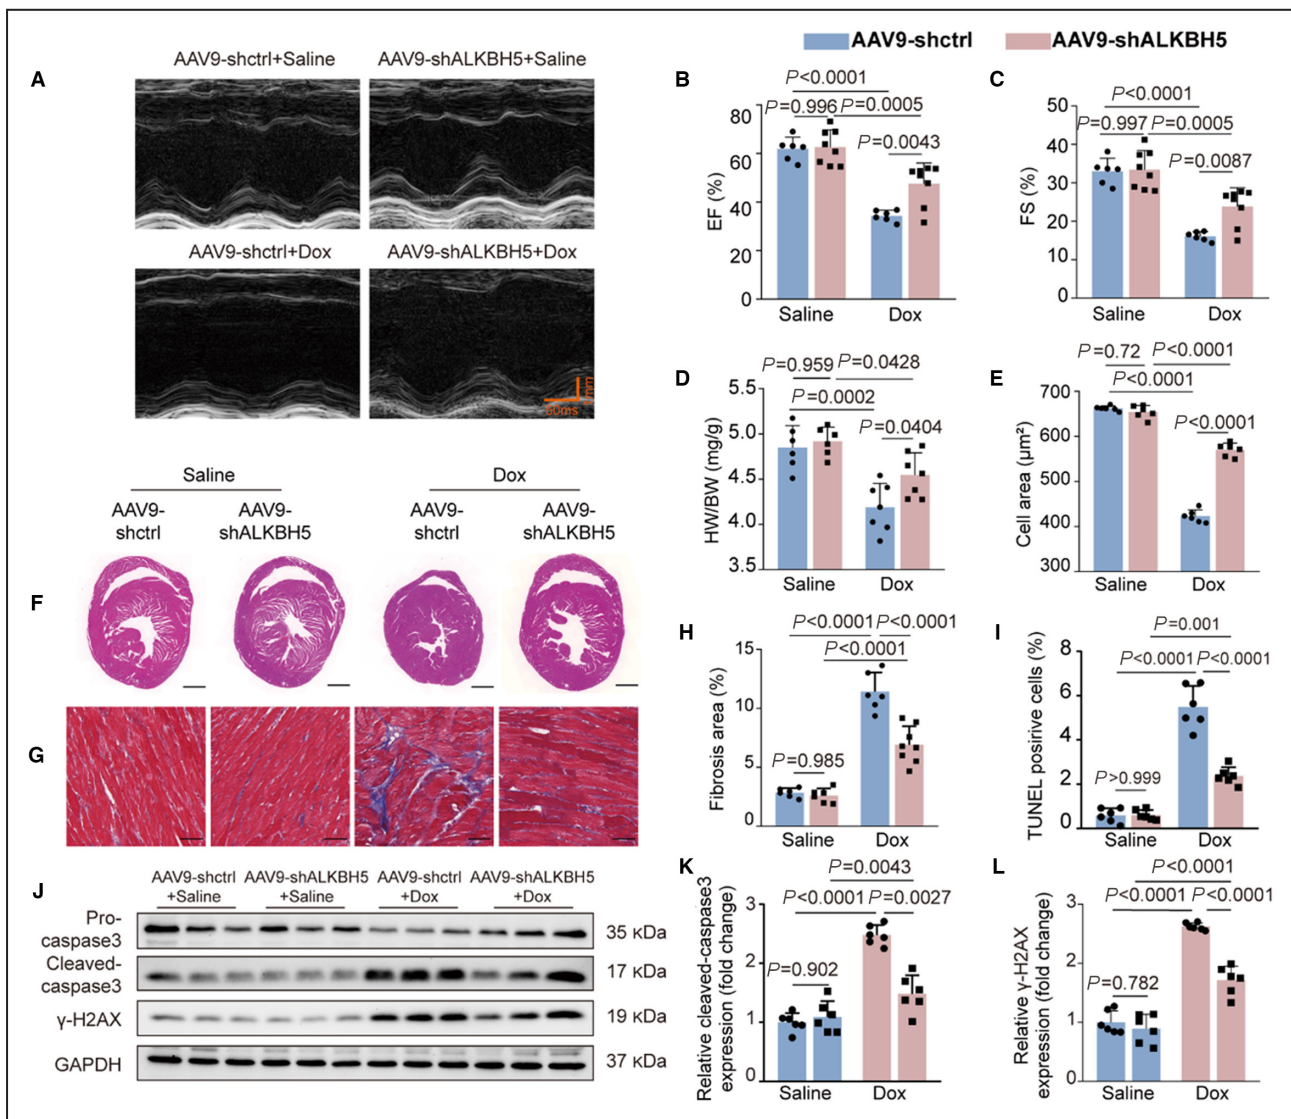 AAV9-shctrl AAV9-shALKBH5
A
AAV9-shctrl+Saline AAV9-shALKBH5+Saline
AAV9-shctrl+Dox AAV9-shALKBH5+Dox
60ms
B
P<0.0001
P=0.996 P=0.0005
P=0.0043
EF (%)
80
60
40
20
0
Saline Dox
C
P<0.0001
P=0.997 P=0.0005
P=0.0087
FS (%)
50
40
30
20
10
0
Saline Dox
D
P=0.959 P=0.0428
P=0.0002
P=0.0404
HW/BW (mg/g)
5.5
5.0
4.5
4.0
3.5
Saline Dox
E
P=0.72 P<0.0001
P<0.0001
P<0.0001
Cell area (µm²)
700
600
400
300
Saline Dox
Saline Dox
AAV9-shctrl AAV9-shALKBH5 AAV9-shctrl AAV9-shALKBH5
F
G
H
P<0.0001 P<0.0001
P<0.0001
P=0.985
Fibrosis area (%)
15
10
5
0
Saline Dox
I
P=0.001
P<0.0001 P<0.0001
P>0.999
TUNEL posirive cells (%)
8
6
4
2
0
Saline Dox
J
AAV9-shctrl AAV9-shALKBH5 AAV9-shctrl AAV9-shALKBH5
+Saline +Saline +Dox +Dox
Pro-
caspase3
35 KDa
Cleaved-
caspase3
17 KDa
γ-H2AX
19 KDa
GAPDH
37 KDa
K
P=0.0043
P<0.0001 P=0.0027
P=0.902
Relative cleaved-caspase3
expression (fold change)
3
2
1
0
Saline Dox
L
P<0.0001
P<0.0001 P<0.0001
P=0.782
Relative γ-H2AX
expression (fold change)
3
2
1
0
Saline Dox